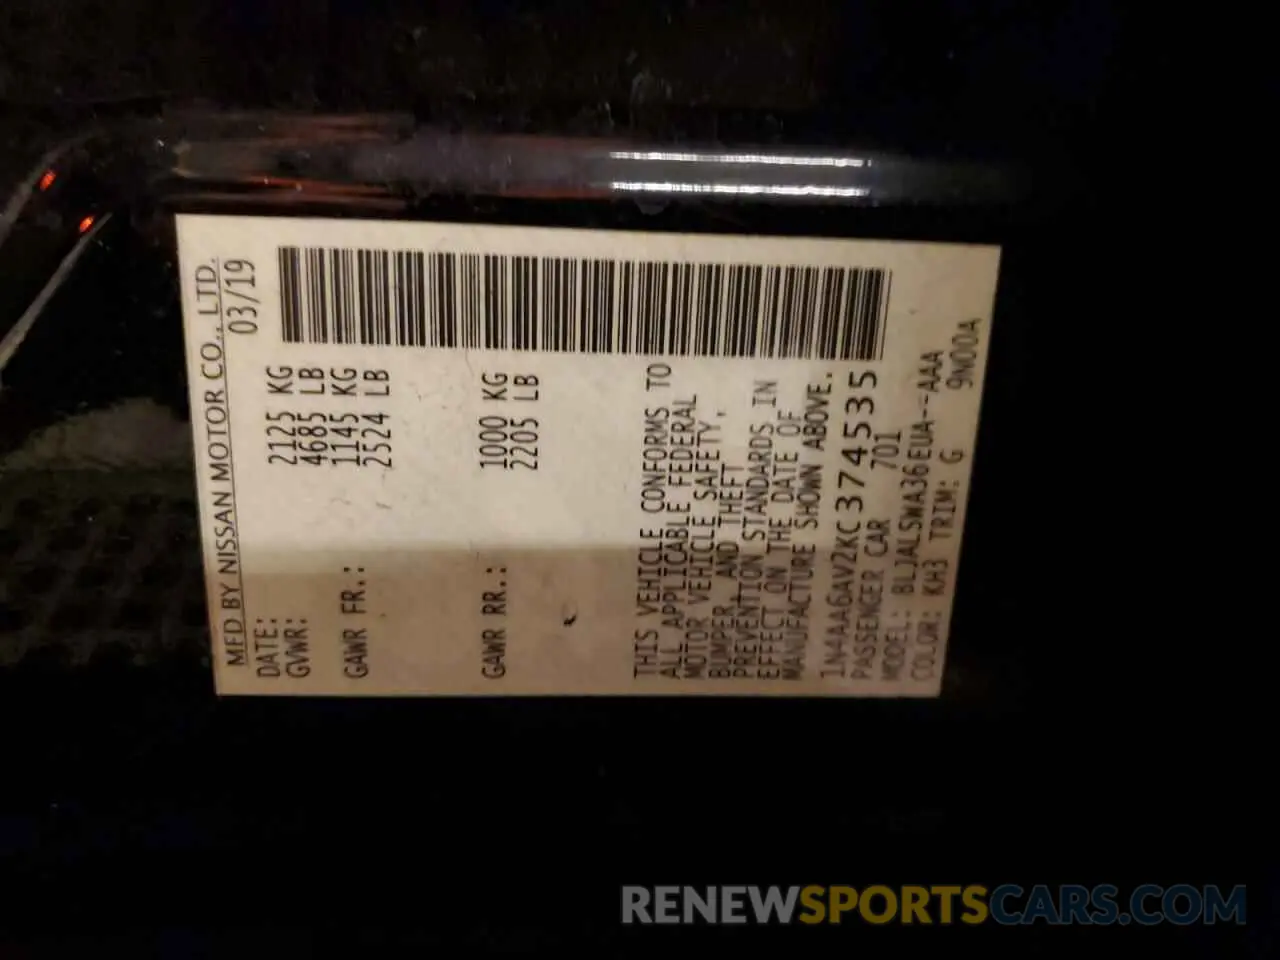 MFD BY NISSAN MOTOR CO., LTD.
DATE: 03/19
GVWR: 2125 KG
4685 LB
GAWR FR.: 1145 KG
2524 LB
GAWR RR.: 1000 KG
2205 LB
THIS VEHICLE CONFORMS TO
ALL APPLICABLE FEDERAL
MOTOR VEHICLE SAFETY,
BUMPER, AND THEFT
PREVENTION STANDARDS IN
EFFECT ON THE DATE OF
MANUFACTURE SHOWN ABOVE.
1N4AA6AV2KC374535
PASSENGER CAR 701
MODEL: BLJALSWA36EUA--AAA
COLOR: KH3 TRIM: G 9N00A
RENEWSPORTSCARS.COM